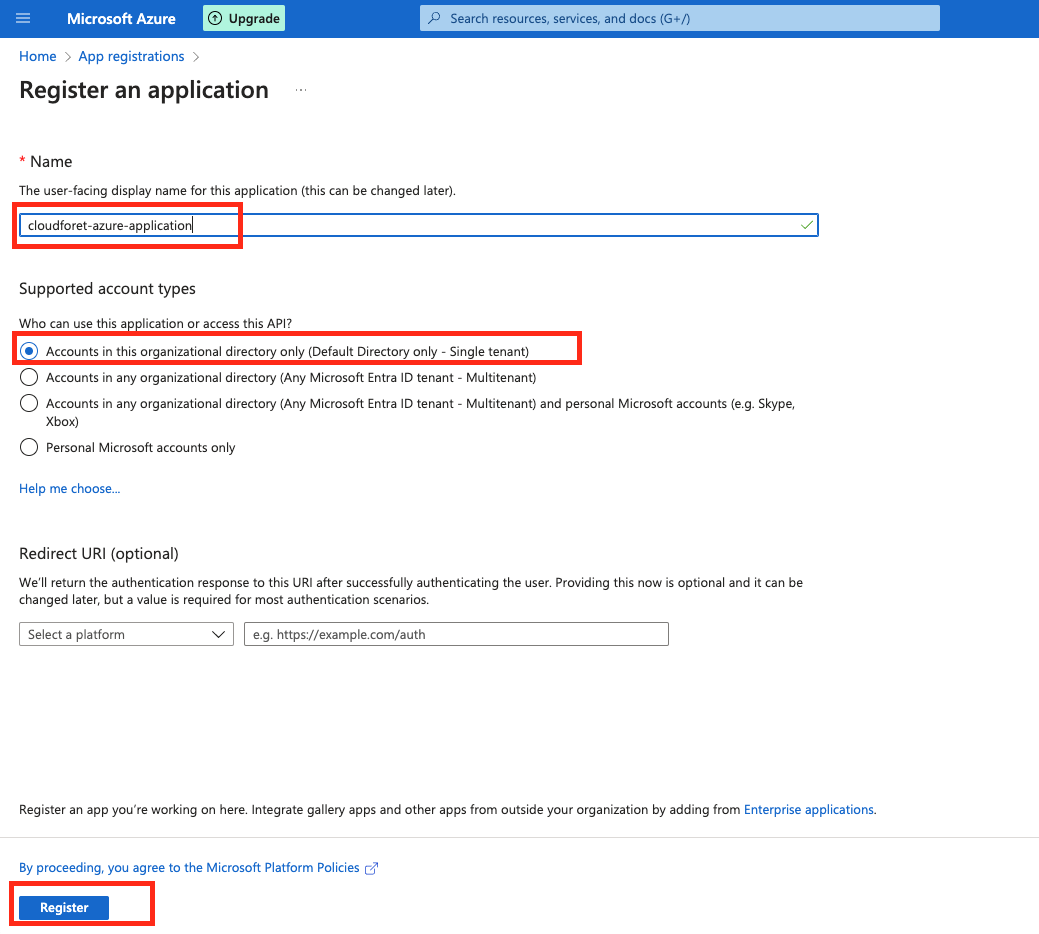 Microsoft Azure
Upgrade
Search resources, services, and docs (G+/)
Home > App registrations >
Register an application ...
* Name
The user-facing display name for this application (this can be changed later).
cloudforet-azure-application
Supported account types
Who can use this application or access this API?
Accounts in this organizational directory only (Default Directory only - Single tenant)
Accounts in any organizational directory (Any Microsoft Entra ID tenant - Multitenant)
Accounts in any organizational directory (Any Microsoft Entra ID tenant - Multitenant) and personal Microsoft accounts (e.g. Skype,
Xbox)
Personal Microsoft accounts only
Help me choose...
Redirect URI (optional)
We'll return the authentication response to this URI after successfully authenticating the user. Providing this now is optional and it can be
changed later, but a value is required for most authentication scenarios.
Select a platform
e.g. https://example.com/auth
Register an app you're working on here. Integrate gallery apps and other apps from outside your organization by adding from Enterprise applications.
By proceeding, you agree to the Microsoft Platform Policies
Register